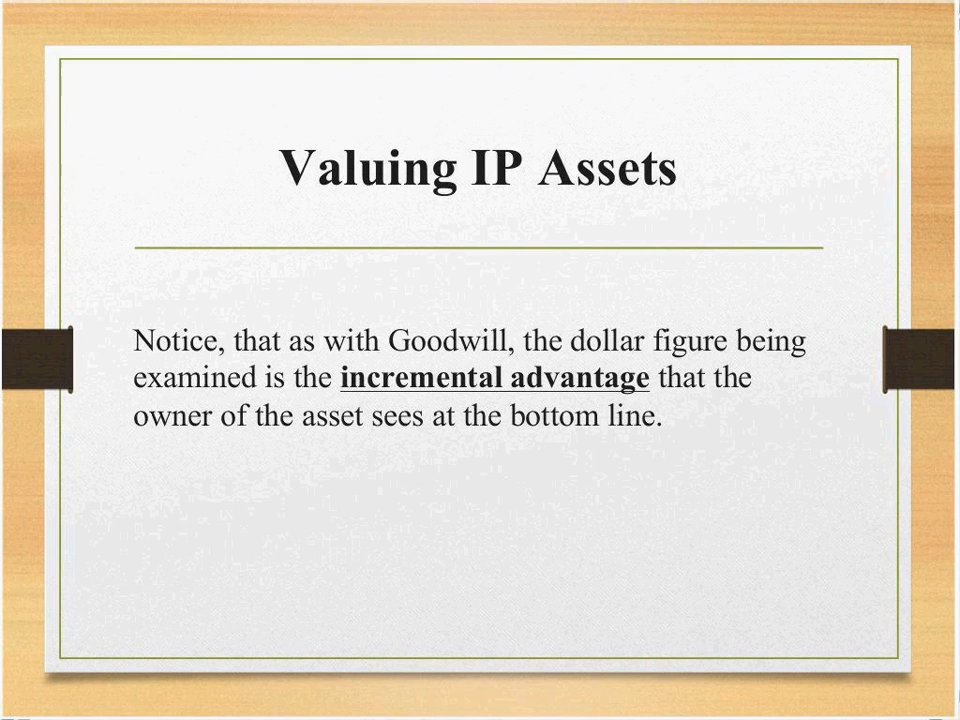 Valuing IP Assets
Notice, that as with Goodwill, the dollar figure being
examined is the incremental advantage that the
owner of the asset sees at the bottom line.